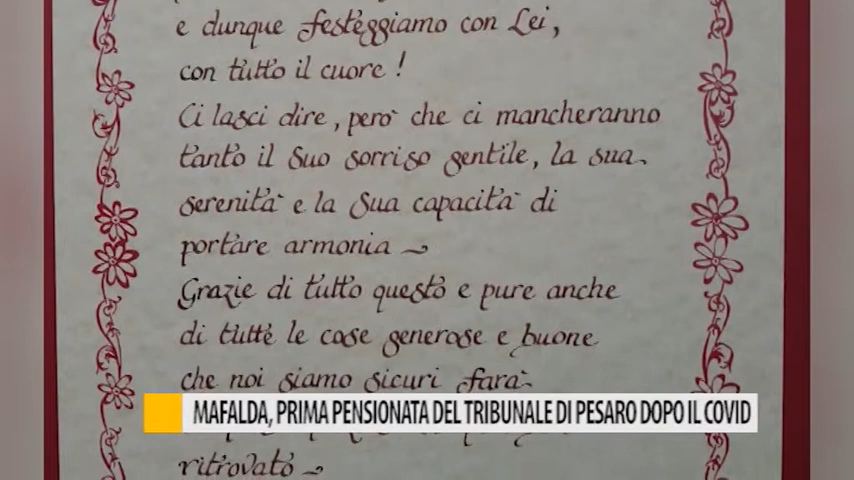 e dunque festeggiamo con Lei,
con tutto il cuore !
Ci lasci dire, però che ci mancheranno
tanto il Suo sorriso gentile, la sua
serenità e la Sua capacità di
portare armonia
Grazie di tutto questo e pure anche
di tutte le cose generose e buone
che noi siamo sicuri farà
MAFALDA, PRIMA PENSIONATA DEL TRIBUNALE DI PESARO DOPO IL COVID
ritrovato